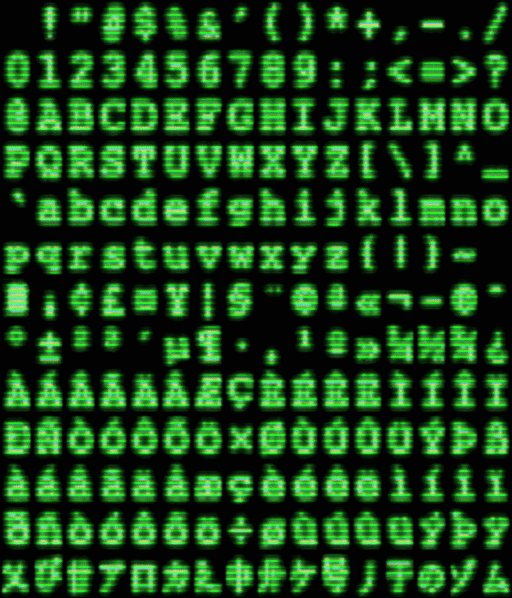 ! " # $ % & ' ( ) * + , - . /
0 1 2 3 4 5 6 7 8 9 : ; < = > ?
@ A B C D E F G H I J K L M N O
P Q R S T U V W X Y Z [ \ ] ^ _
` a b c d e f g h i j k l m n o
p q r s t u v w x y z { | } ~
¡ ¢ £ ¤ ¥ ¦ § ¨ © ª « ¬ - ® ¯
° ± ² ³ ´ µ ¶ · ¸ ¹ º » ¼ ½ ¾ ¿
À Á Â Ã Ä Å Æ Ç È É Ê Ë Ì Í Î Ï
Ð Ñ Ò Ó Ô Õ Ö × Ø Ù Ú Û Ü Ý Þ ß
à á â ã ä å æ ç è é ê ë ì í î ï
ð ñ ò ó ô õ ö ÷ ø ù ú û ü ý þ ÿ